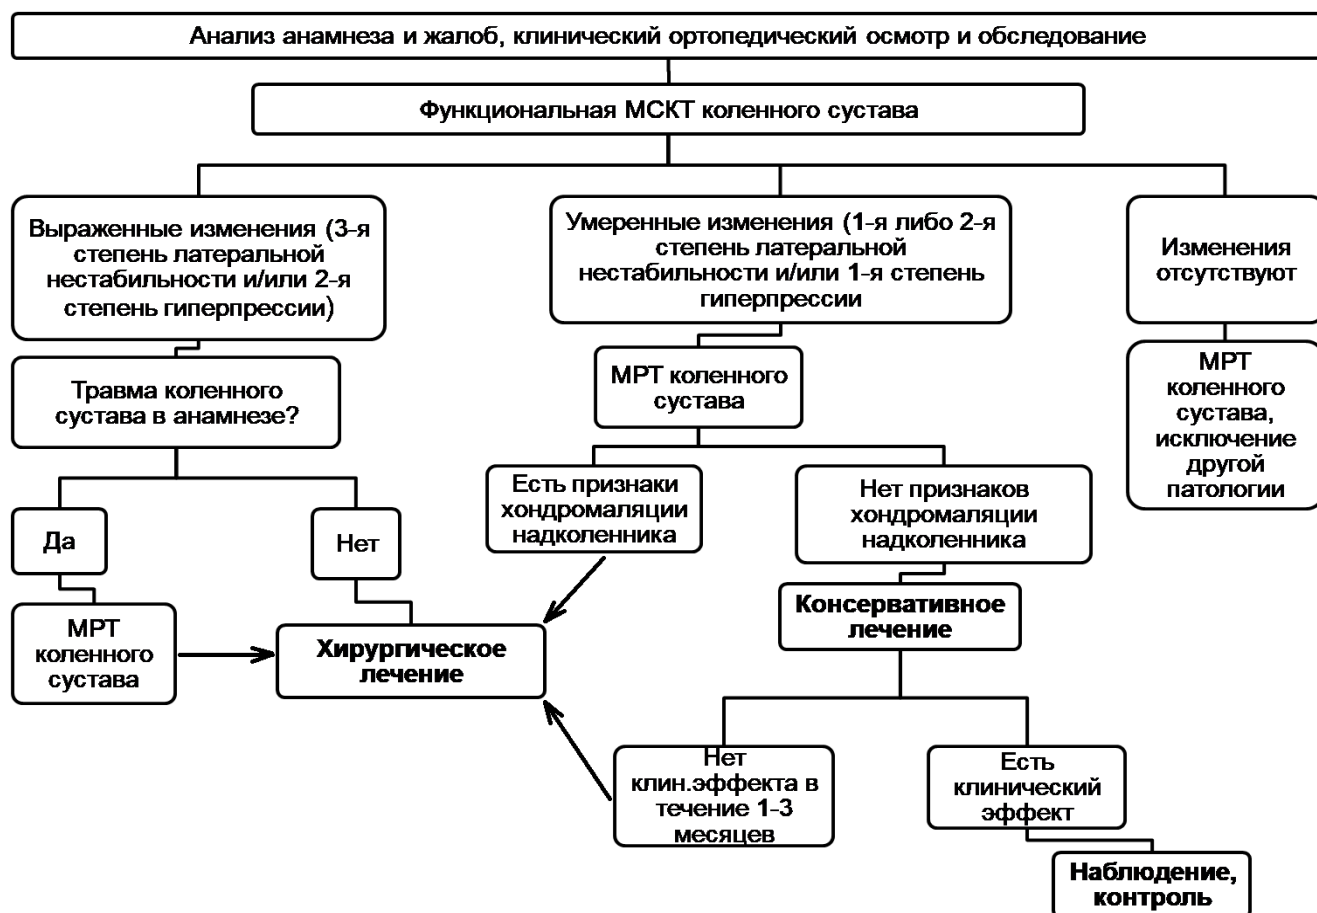 Анализ анамнеза и жалоб, клинический ортопедический осмотр и обследование
Функциональная МСКТ коленного сустава
Выраженные изменения (3-я
степень латеральной
нестабильности и/или 2-я
степень гиперпрессии)
Умеренные изменения (1-я либо 2-я
степень латеральной
нестабильности и/или 1-я степень
гиперпрессии
Изменения
отсутствуют
Травма коленного
сустава в анамнезе?
МРТ коленного
сустава
МРТ
коленного
сустава,
исключение
другой
патологии
Да
Нет
Есть признаки
хондромаляции
надколенника
Нет признаков
хондромаляции
надколенника
МРТ
коленного
сустава
Хирургическое
лечение
Консервативное
лечение
Нет
клин.эффекта в
течение 1-3
месяцев
Есть
клинический
эффект
Наблюдение,
контроль